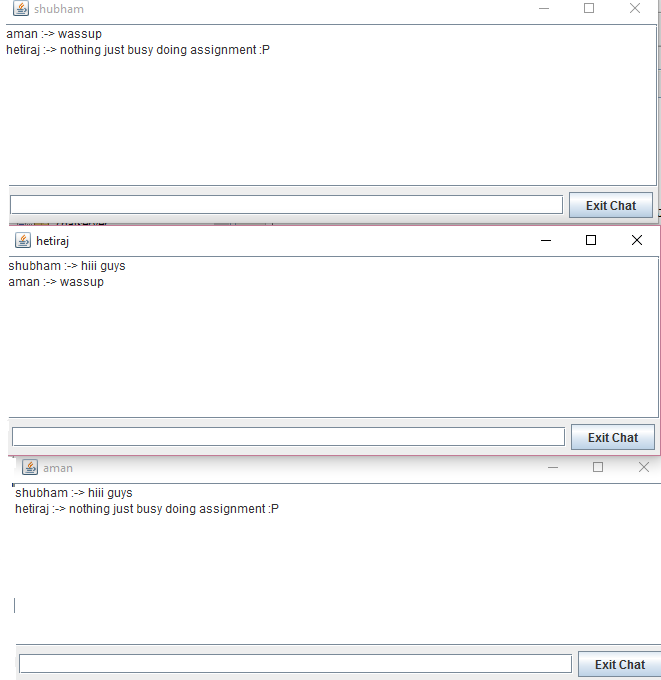 shubham
aman :-> wassup
hetiraj :-> nothing just busy doing assignment :P
Exit Chat
hetiraj
shubham :-> hiii guys
aman :-> wassup
Exit Chat
aman
shubham :-> hiii guys
hetiraj :-> nothing just busy doing assignment :P
Exit Chat